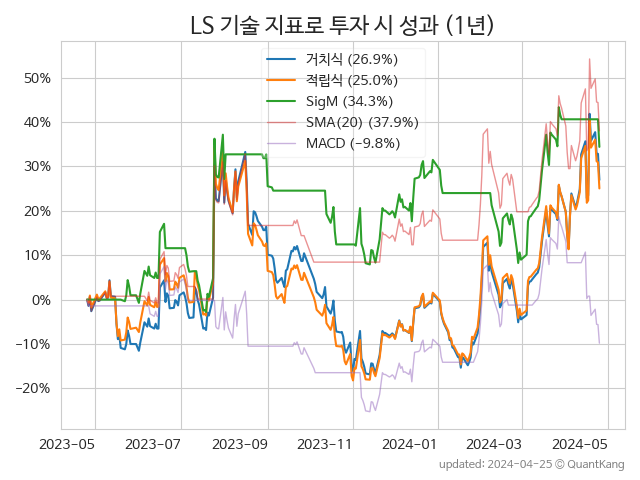 LS 기술 지표로 투자 시 성과 (1년)
거치식 (26.9%)
적립식 (25.0%)
SigM (34.3%)
SMA(20) (37.9%)
MACD (−9.8%)
50%
40%
30%
20%
10%
0%
−10%
−20%
2023−05 2023−07 2023−09 2023−11 2024−01 2024−03 2024−05
updated: 2024−04−25 ⓒ QuantKang